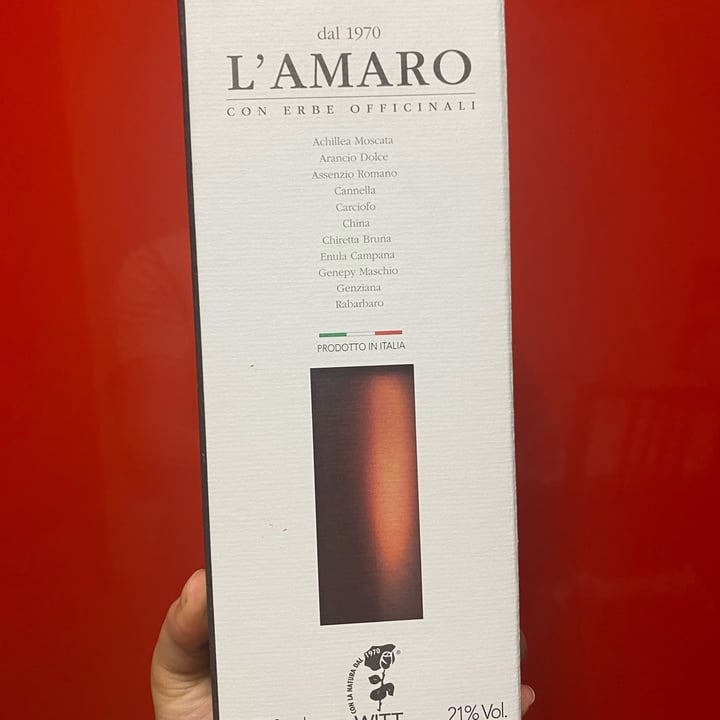 dal 1970
L'AMARO
CON ERBE OFFICINALI
Achillea Moscata
Arancio Dolce
Assenzio Romano
Cannella
Carciofo
China
Chiretta Bruna
Enula Campana
Genepy Maschio
Genziana
Rabarbaro
PRODOTTO IN ITALIA
CON LA NATURA DAL 1970
®
WITT
21% Vol.